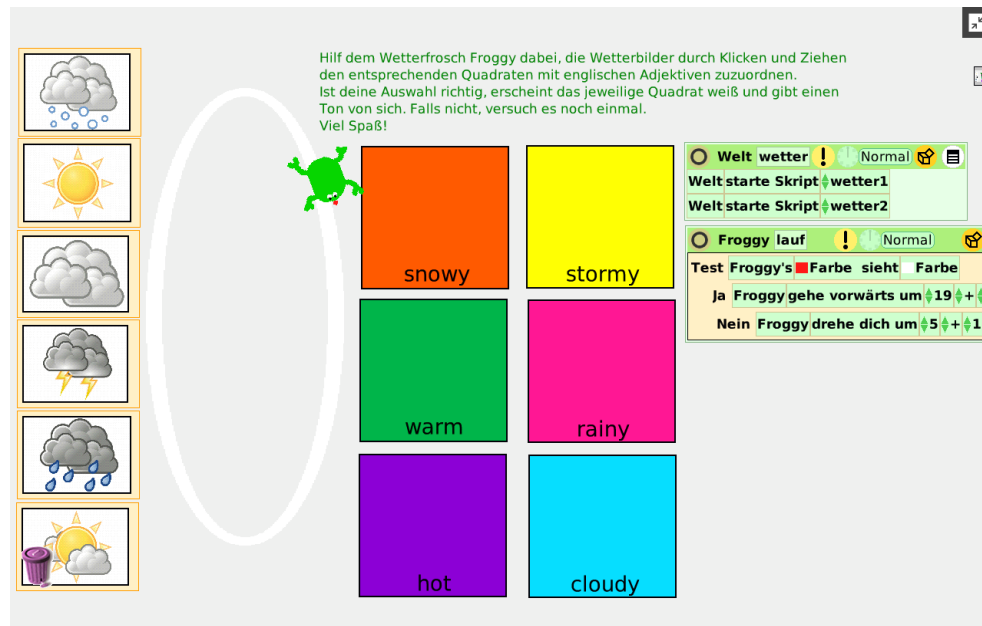 Hilf dem Wetterfrosch Froggy dabei, die Wetterbilder durch Klicken und Ziehen
den entsprechenden Quadraten mit englischen Adjektiven zuzuordnen.
Ist deine Auswahl richtig, erscheint das jeweilige Quadrat weiß und gibt einen
Ton von sich. Falls nicht, versuch es noch einmal.
Viel Spaß!
snowy
stormy
warm
rainy
hot
cloudy
Welt wetter ! Normal
Welt starte Skript wetter1
Welt starte Skript wetter2
Froggy lauf ! Normal
Test Froggy's Farbe sieht Farbe
Ja Froggy gehe vorwärts um 19 +
Nein Froggy drehe dich um 5 + 1